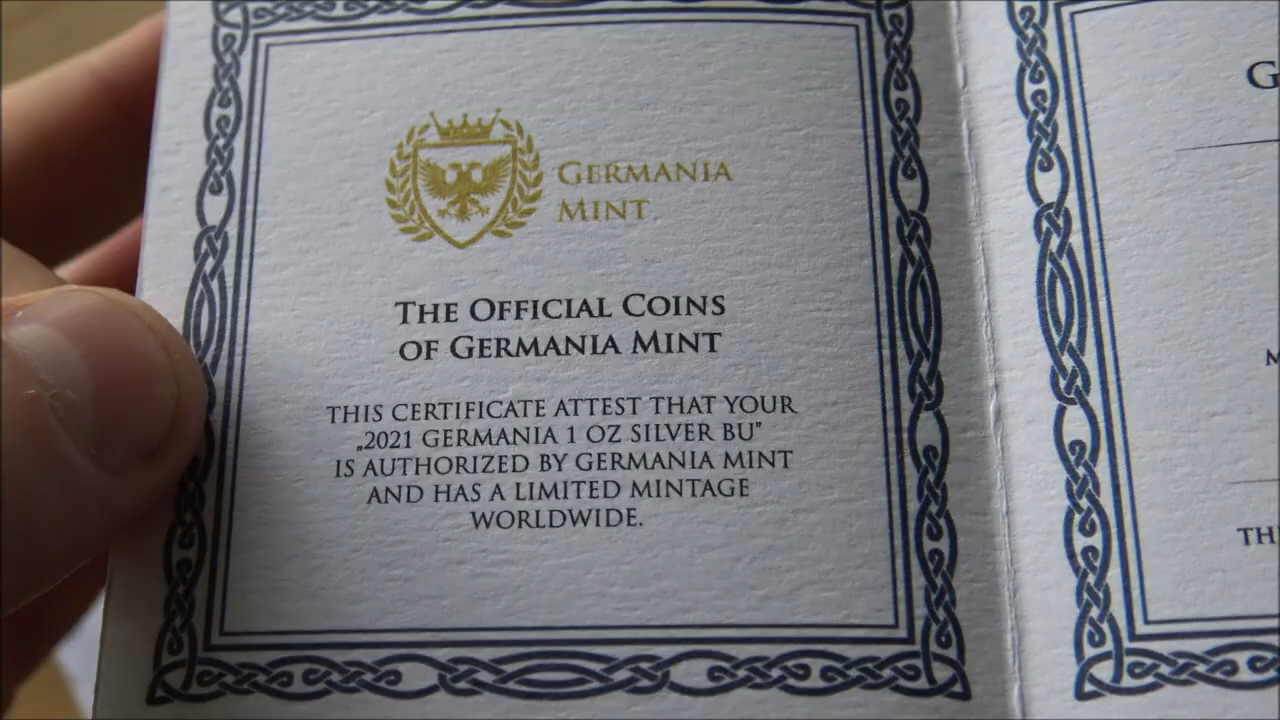 GERMANIA
MINT
THE OFFICIAL COINS
OF GERMANIA MINT
THIS CERTIFICATE ATTEST THAT YOUR
„2021 GERMANIA 1 OZ SILVER BU”
IS AUTHORIZED BY GERMANIA MINT
AND HAS A LIMITED MINTAGE
WORLDWIDE.